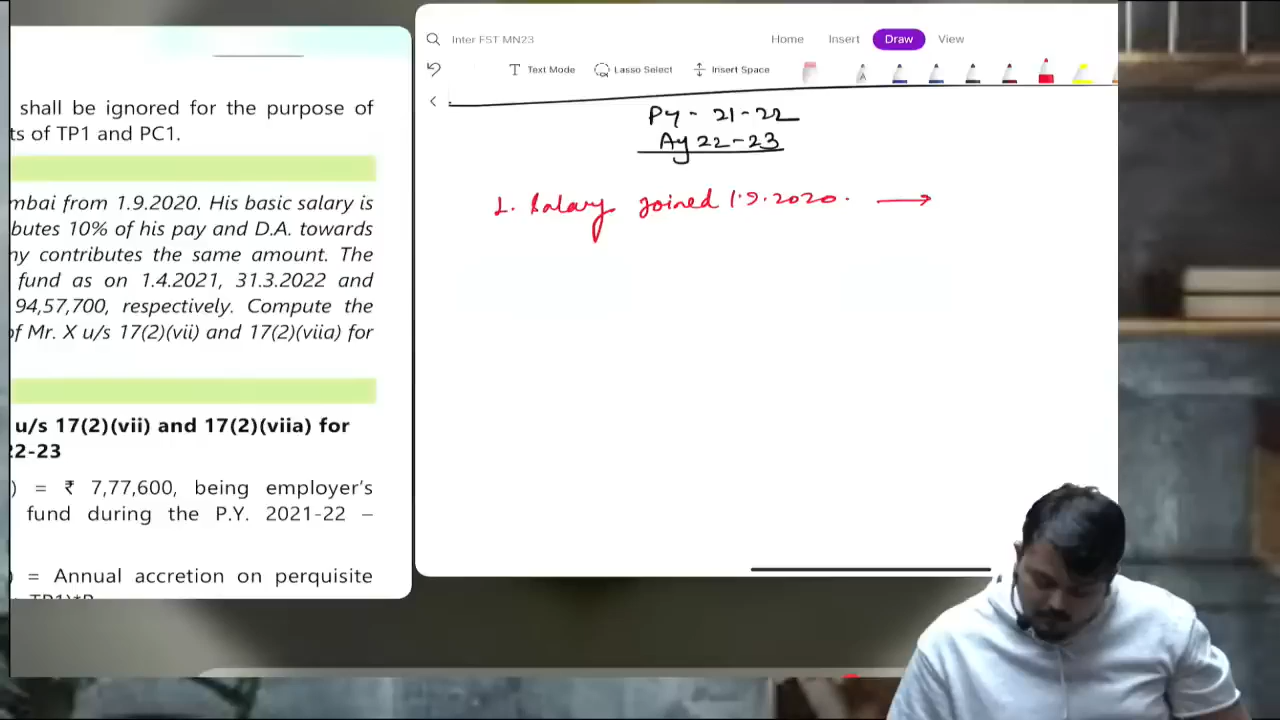 shall be ignored for the purpose of
ts of TP1 and PC1.
mbai from 1.9.2020. His basic salary is
butes 10% of his pay and D.A. towards
ny contributes the same amount. The
fund as on 1.4.2021, 31.3.2022 and
94,57,700, respectively. Compute the
of Mr. X u/s 17(2)(vii) and 17(2)(viia) for
u/s 17(2)(vii) and 17(2)(viia) for
22-23
) = ₹ 7,77,600, being employer's
fund during the P.Y. 2021-22 –
) = Annual accretion on perquisite
Inter FST MN23
Home Insert Draw View
Text Mode Lasso Select Insert Space
PY - 21-22
AY 22-23
1. Salary joined 1.9.2020. →